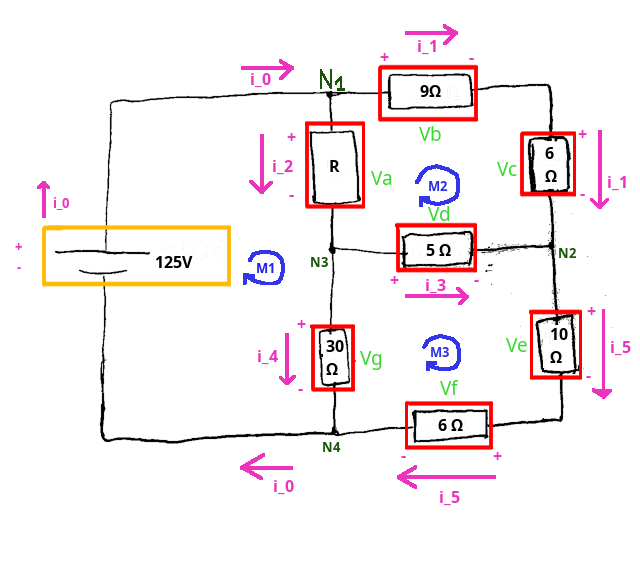 i_1
+ -
i_0
N1
9Ω
Vb
+
i_2
-
R
Va
+
6
Ω
Vc
-
i_1
M2
Vd
i_0
+
-
125V
M1
N3
5 Ω
N2
+ -
i_3
+
i_4
-
30
Ω
Vg
M3
Vf
+
10
Ω
Ve
-
i_5
6 Ω
N4
- +
i_0
i_5